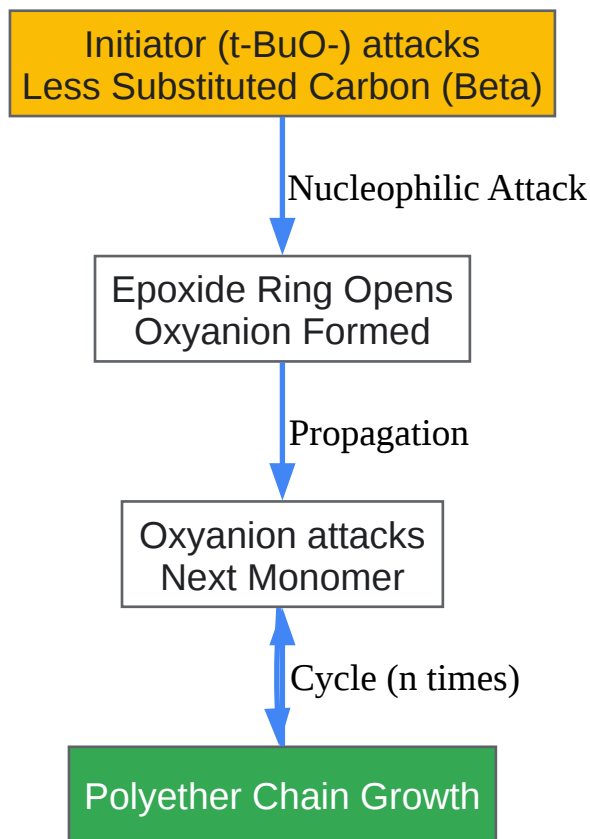 Initiator (t-BuO-) attacks
Less Substituted Carbon (Beta)
Nucleophilic Attack
Epoxide Ring Opens
Oxyanion Formed
Propagation
Oxyanion attacks
Next Monomer
Cycle (n times)
Polyether Chain Growth